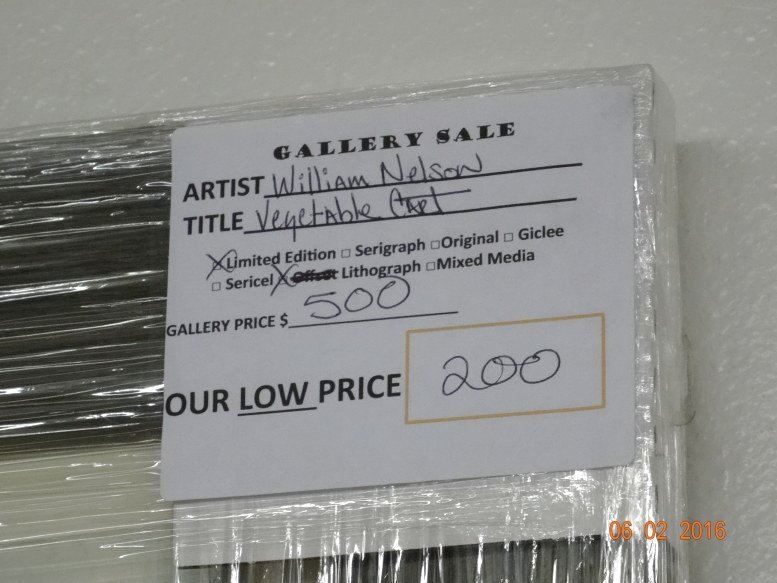 GALLERY SALE
ARTIST William Nelson
TITLE Vegetable Cart
☒ Limited Edition □ Serigraph □Original □ Giclee
□ Sericel ☒ Offset Lithograph □Mixed Media
GALLERY PRICE $ 500
OUR LOW PRICE 200
06 02 2016